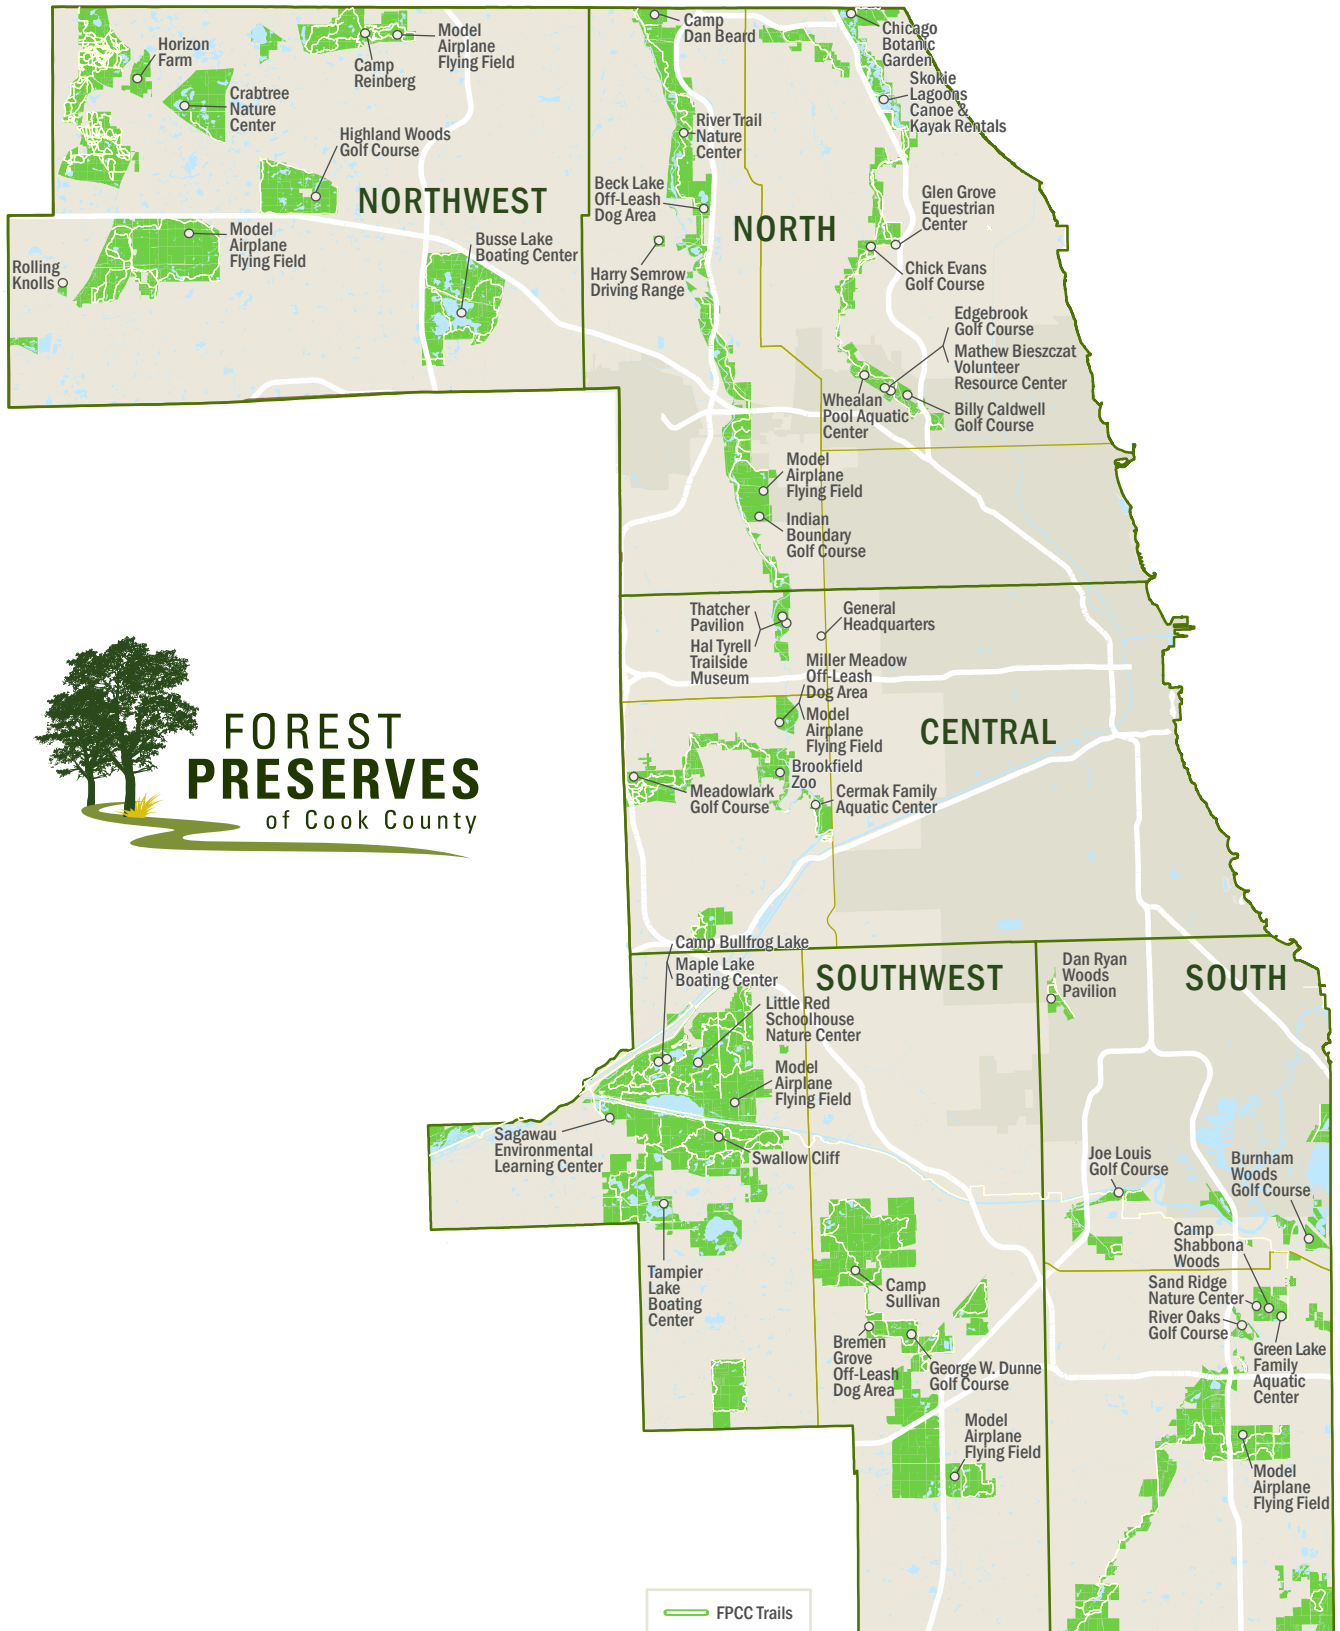 Camp
Dan Beard
Chicago
Botanic
Garden
Horizon
Farm
Camp
Reinberg
Model
Airplane
Flying Field
Skokie
Lagoons
Canoe &
Kayak Rentals
Crabtree
Nature
Center
Highland Woods
Golf Course
River Trail
Nature
Center
Beck Lake
Off-Leash
Dog Area
NORTHWEST
NORTH
Glen Grove
Equestrian
Center
Model
Airplane
Flying Field
Busse Lake
Boating Center
Rolling
Knolls
Harry Semrow
Driving Range
Chick Evans
Golf Course
Edgebrook
Golf Course
Mathew Bieszczat
Volunteer
Resource Center
Whealan
Pool Aquatic
Center
Billy Caldwell
Golf Course
Model
Airplane
Flying Field
Indian
Boundary
Golf Course
Thatcher
Pavilion
General
Headquarters
Hal Tyrell
Trailside
Museum
Miller Meadow
Off-Leash
Dog Area
Model
Airplane
Flying Field
CENTRAL
Brookfield
Zoo
Meadowlark
Golf Course
Cermak Family
Aquatic Center
FOREST
PRESERVES
of Cook County
Camp Bullfrog Lake
Maple Lake
Boating Center
SOUTHWEST
Dan Ryan
Woods
Pavilion
SOUTH
Little Red
Schoolhouse
Nature Center
Model
Airplane
Flying Field
Sagawau
Environmental
Learning Center
Swallow Cliff
Joe Louis
Golf Course
Burnham
Woods
Golf Course
Camp
Shabbona
Woods
Tampier
Lake
Boating
Center
Camp
Sullivan
Sand Ridge
Nature Center
River Oaks
Golf Course
Bremen
Grove
Off-Leash
Dog Area
George W. Dunne
Golf Course
Green Lake
Family
Aquatic
Center
Model
Airplane
Flying Field
Model
Airplane
Flying Field
FPCC Trails